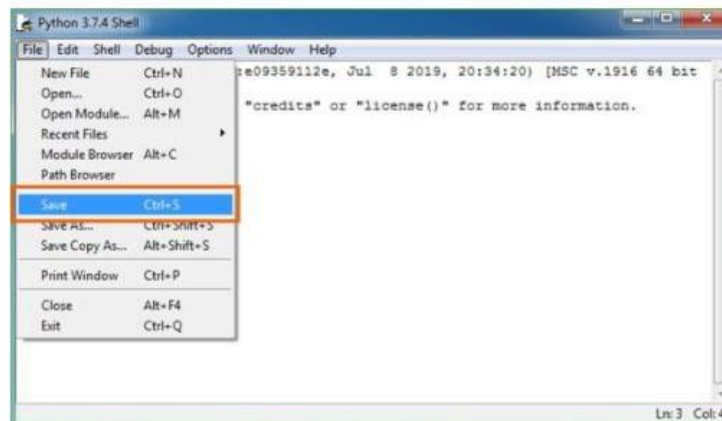 Python 3.7.4 Shell
File Edit Shell Debug Options Window Help
New File Ctrl+N
:e09359112e, Jul 8 2019, 20:34:20) [MSC v.1916 64 bit
Open... Ctrl+O
Open Module... Alt+M
"credits" or "license()" for more information.
Recent Files
Module Browser Alt+C
Path Browser
Save Ctrl+S
Save As... Ctrl+Shift+S
Save Copy As... Alt+Shift+S
Print Window Ctrl+P
Close Alt+F4
Exit Ctrl+Q
Ln: 3 Col: 4